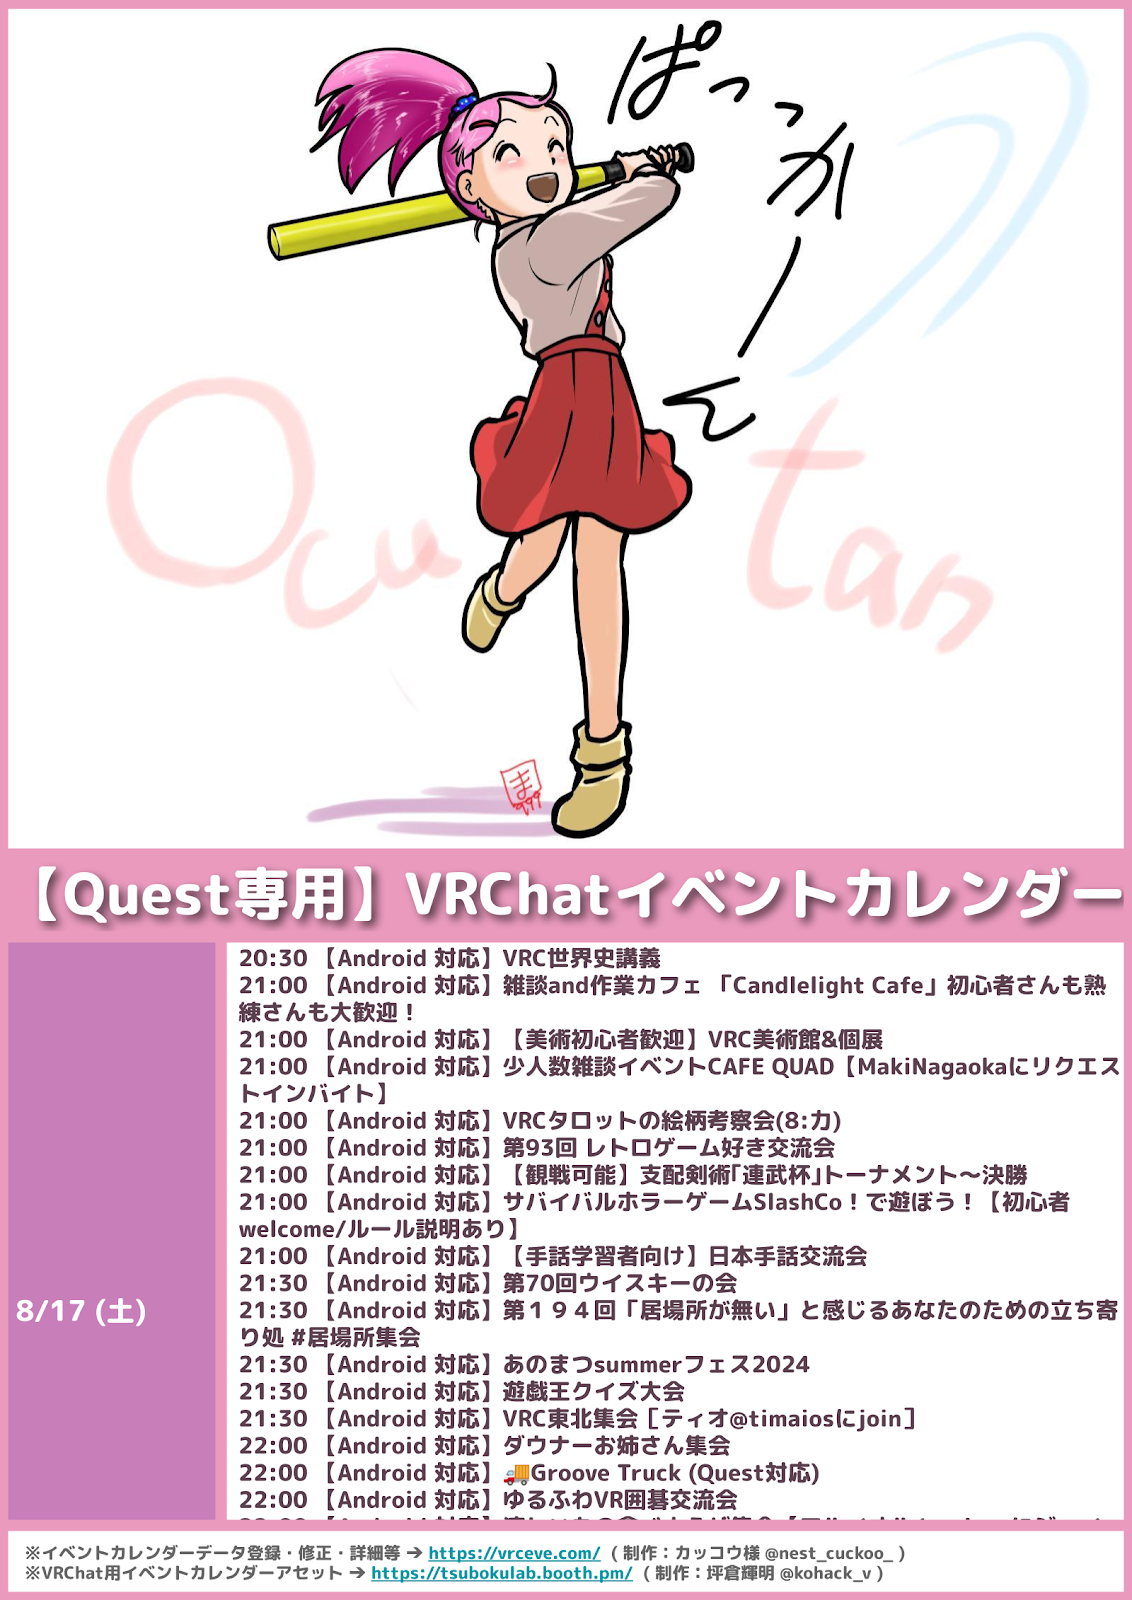 ぱっっかーーん
Ocu tan
ま
999
【Quest専用】VRChatイベントカレンダー
8/17 (土)
20:30 【Android 対応】VRC世界史講義
21:00 【Android 対応】雑談and作業カフェ 「Candlelight Cafe」初心者さんも熟
練さんも大歓迎！
21:00 【Android 対応】【美術初心者歓迎】VRC美術館&個展
21:00 【Android 対応】少人数雑談イベントCAFE QUAD【MakiNagaokaにリクエス
トインバイト】
21:00 【Android 対応】VRCタロットの絵柄考察会(8:力)
21:00 【Android 対応】第93回 レトロゲーム好き交流会
21:00 【Android 対応】【観戦可能】支配剣術｢連武杯｣トーナメント〜決勝
21:00 【Android 対応】サバイバルホラーゲームSlashCo！で遊ぼう！【初心者
welcome/ルール説明あり】
21:00 【Android 対応】【手話学習者向け】日本手話交流会
21:30 【Android 対応】第70回ウイスキーの会
21:30 【Android 対応】第１９４回「居場所が無い」と感じるあなたのための立ち寄
り処 #居場所集会
21:30 【Android 対応】あのまつsummerフェス2024
21:30 【Android 対応】遊戯王クイズ大会
21:30 【Android 対応】VRC東北集会［ティオ@timaiosにjoin］
22:00 【Android 対応】ダウナーお姉さん集会
22:00 【Android 対応】🚚Groove Truck (Quest対応)
22:00 【Android 対応】ゆるふわVR囲碁交流会
※イベントカレンダーデータ登録・修正・詳細等 ➔ https://vrceve.com/ ( 制作：カッコウ様 @nest_cuckoo_ )
※VRChat用イベントカレンダーアセット ➔ https://tsubokulab.booth.pm/ ( 制作：坪倉輝明 @kohack_v )